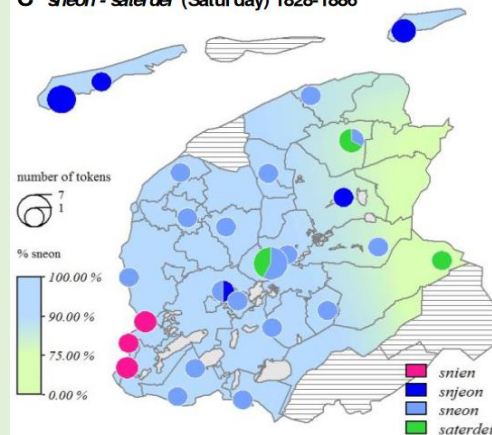 C sneon - saterdei (Saturday) 1828-1886
number of tokens
7
1
% sneon
100.00 %
90.00 %
75.00 %
0.00 %
snien
snjeon
sneon
saterdei